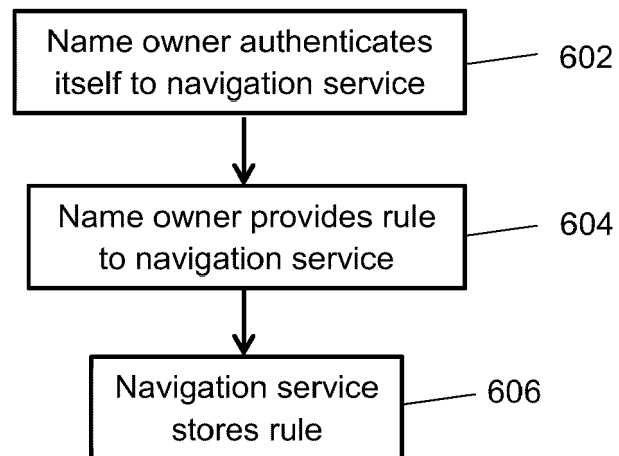 Name owner authenticates
itself to navigation service
602
Name owner provides rule
to navigation service
604
Navigation service
stores rule
606